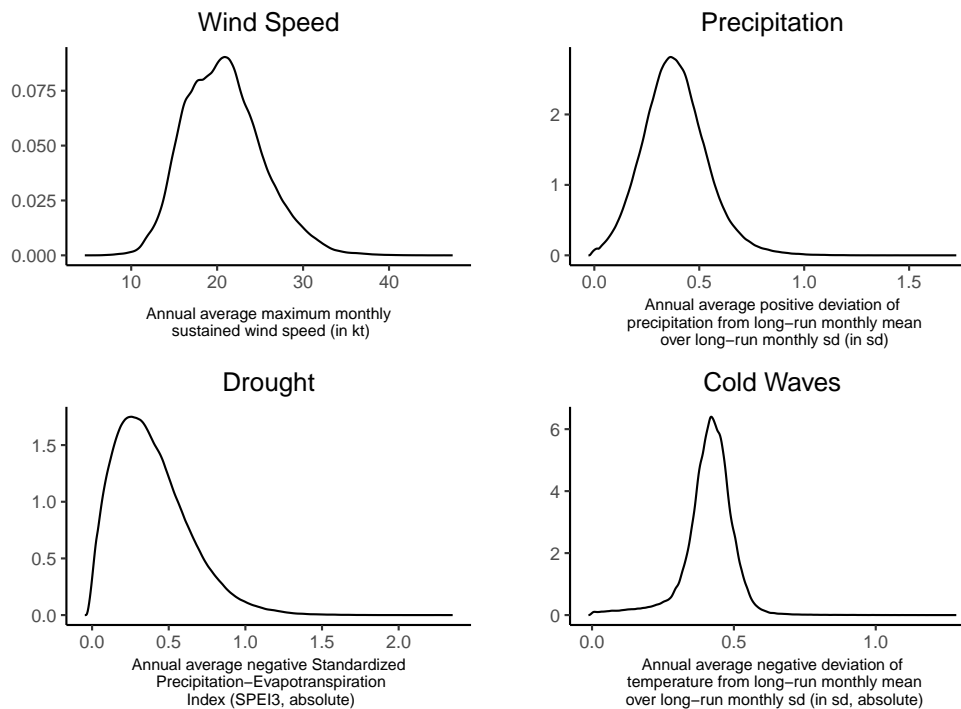 Wind Speed
0.075
0.050
0.025
0.000
10 20 30 40
Annual average maximum monthly
sustained wind speed (in kt)
Precipitation
2
1
0
0.0 0.5 1.0 1.5
Annual average positive deviation of
precipitation from long−run monthly mean
over long−run monthly sd (in sd)
Drought
1.5
1.0
0.5
0.0
0.0 0.5 1.0 1.5 2.0
Annual average negative Standardized
Precipitation−Evapotranspiration
Index (SPEI3, absolute)
Cold Waves
6
4
2
0
0.0 0.5 1.0
Annual average negative deviation of
temperature from long−run monthly mean
over long−run monthly sd (in sd, absolute)